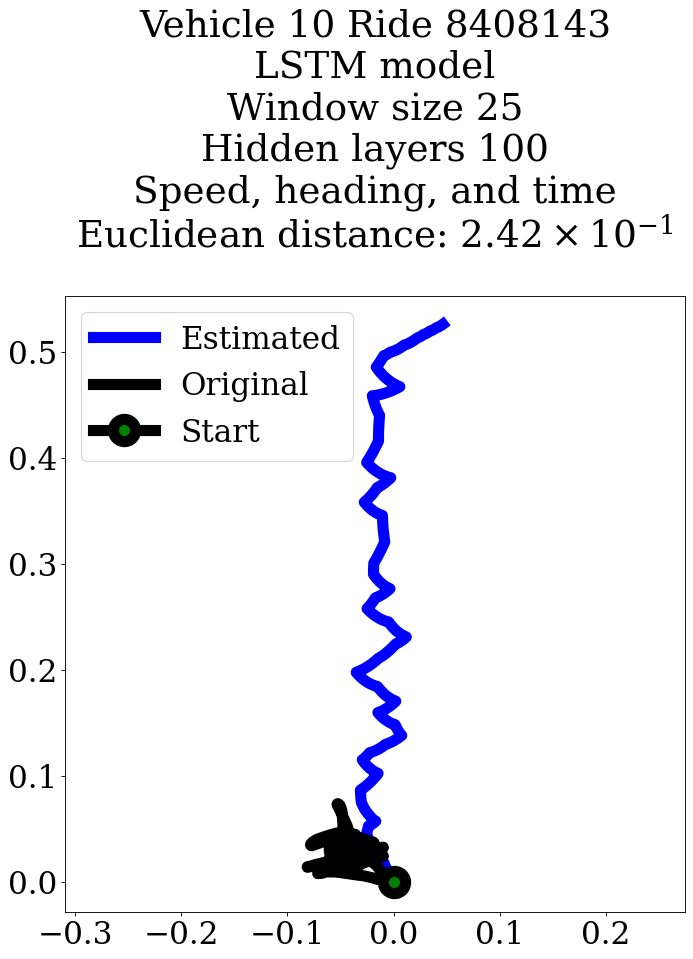 Vehicle 10 Ride 8408143
LSTM model
Window size 25
Hidden layers 100
Speed, heading, and time
Euclidean distance: 2.42 × 10⁻¹
Estimated
Original
Start
0.5
0.4
0.3
0.2
0.1
0.0
−0.3 −0.2 −0.1 0.0 0.1 0.2